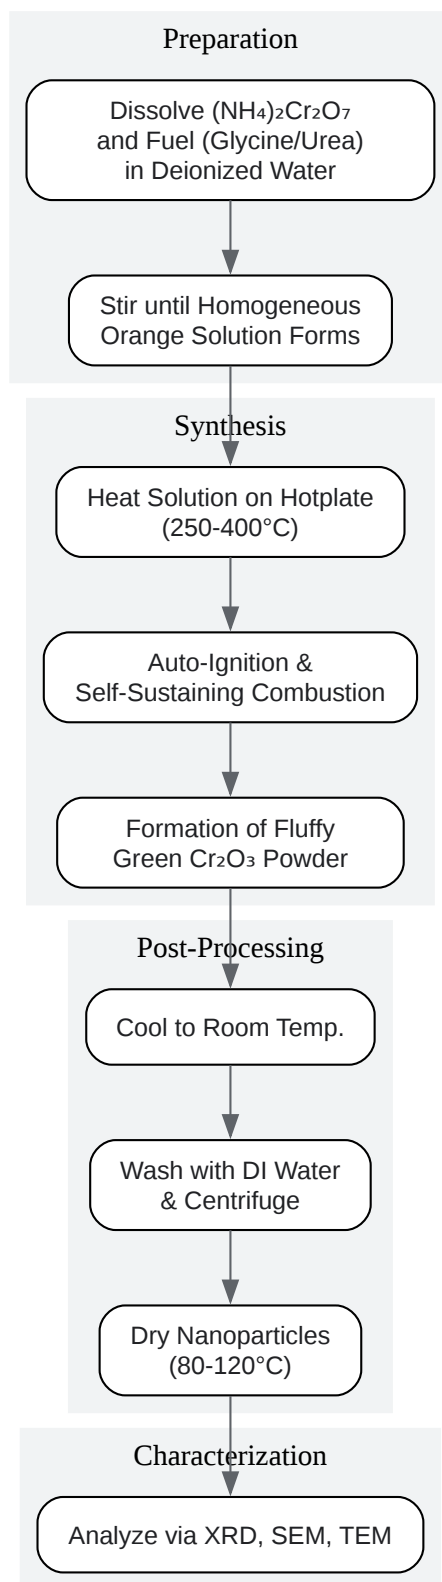 Preparation
Dissolve (NH₄)₂Cr₂O₇
and Fuel (Glycine/Urea)
in Deionized Water
Stir until Homogeneous
Orange Solution Forms
Synthesis
Heat Solution on Hotplate
(250-400°C)
Auto-Ignition &
Self-Sustaining Combustion
Formation of Fluffy
Green Cr₂O₃ Powder
Post-Processing
Cool to Room Temp.
Wash with DI Water
& Centrifuge
Dry Nanoparticles
(80-120°C)
Characterization
Analyze via XRD, SEM, TEM